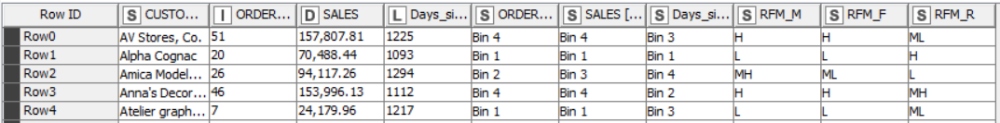 Row ID S CUSTO... I ORDER... D SALES L Days_si... S ORDER... S SALES [... S Days_si... S RFM_M S RFM_F S RFM_R
Row0 AV Stores, Co. 51 157,807.81 1225 Bin 4 Bin 4 Bin 3 H H ML
Row1 Alpha Cognac 20 70,488.44 1093 Bin 1 Bin 1 Bin 1 L L H
Row2 Amica Model... 26 94,117.26 1294 Bin 2 Bin 3 Bin 4 MH ML L
Row3 Anna's Decor... 46 153,996.13 1112 Bin 4 Bin 4 Bin 2 H H MH
Row4 Atelier graph... 7 24,179.96 1217 Bin 1 Bin 1 Bin 3 L L ML